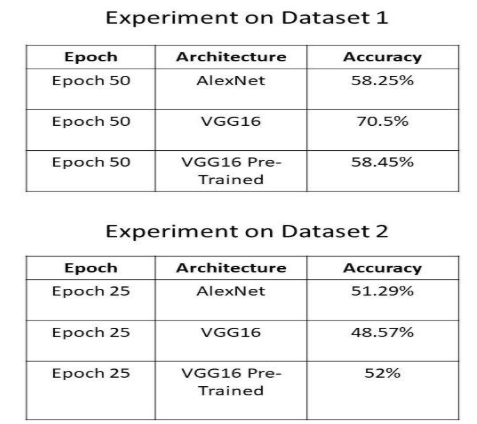 Experiment on Dataset 1
Epoch Architecture Accuracy
Epoch 50 AlexNet 58.25%
Epoch 50 VGG16 70.5%
Epoch 50 VGG16 Pre- 58.45%
Trained
Experiment on Dataset 2
Epoch Architecture Accuracy
Epoch 25 AlexNet 51.29%
Epoch 25 VGG16 48.57%
Epoch 25 VGG16 Pre- 52%
Trained